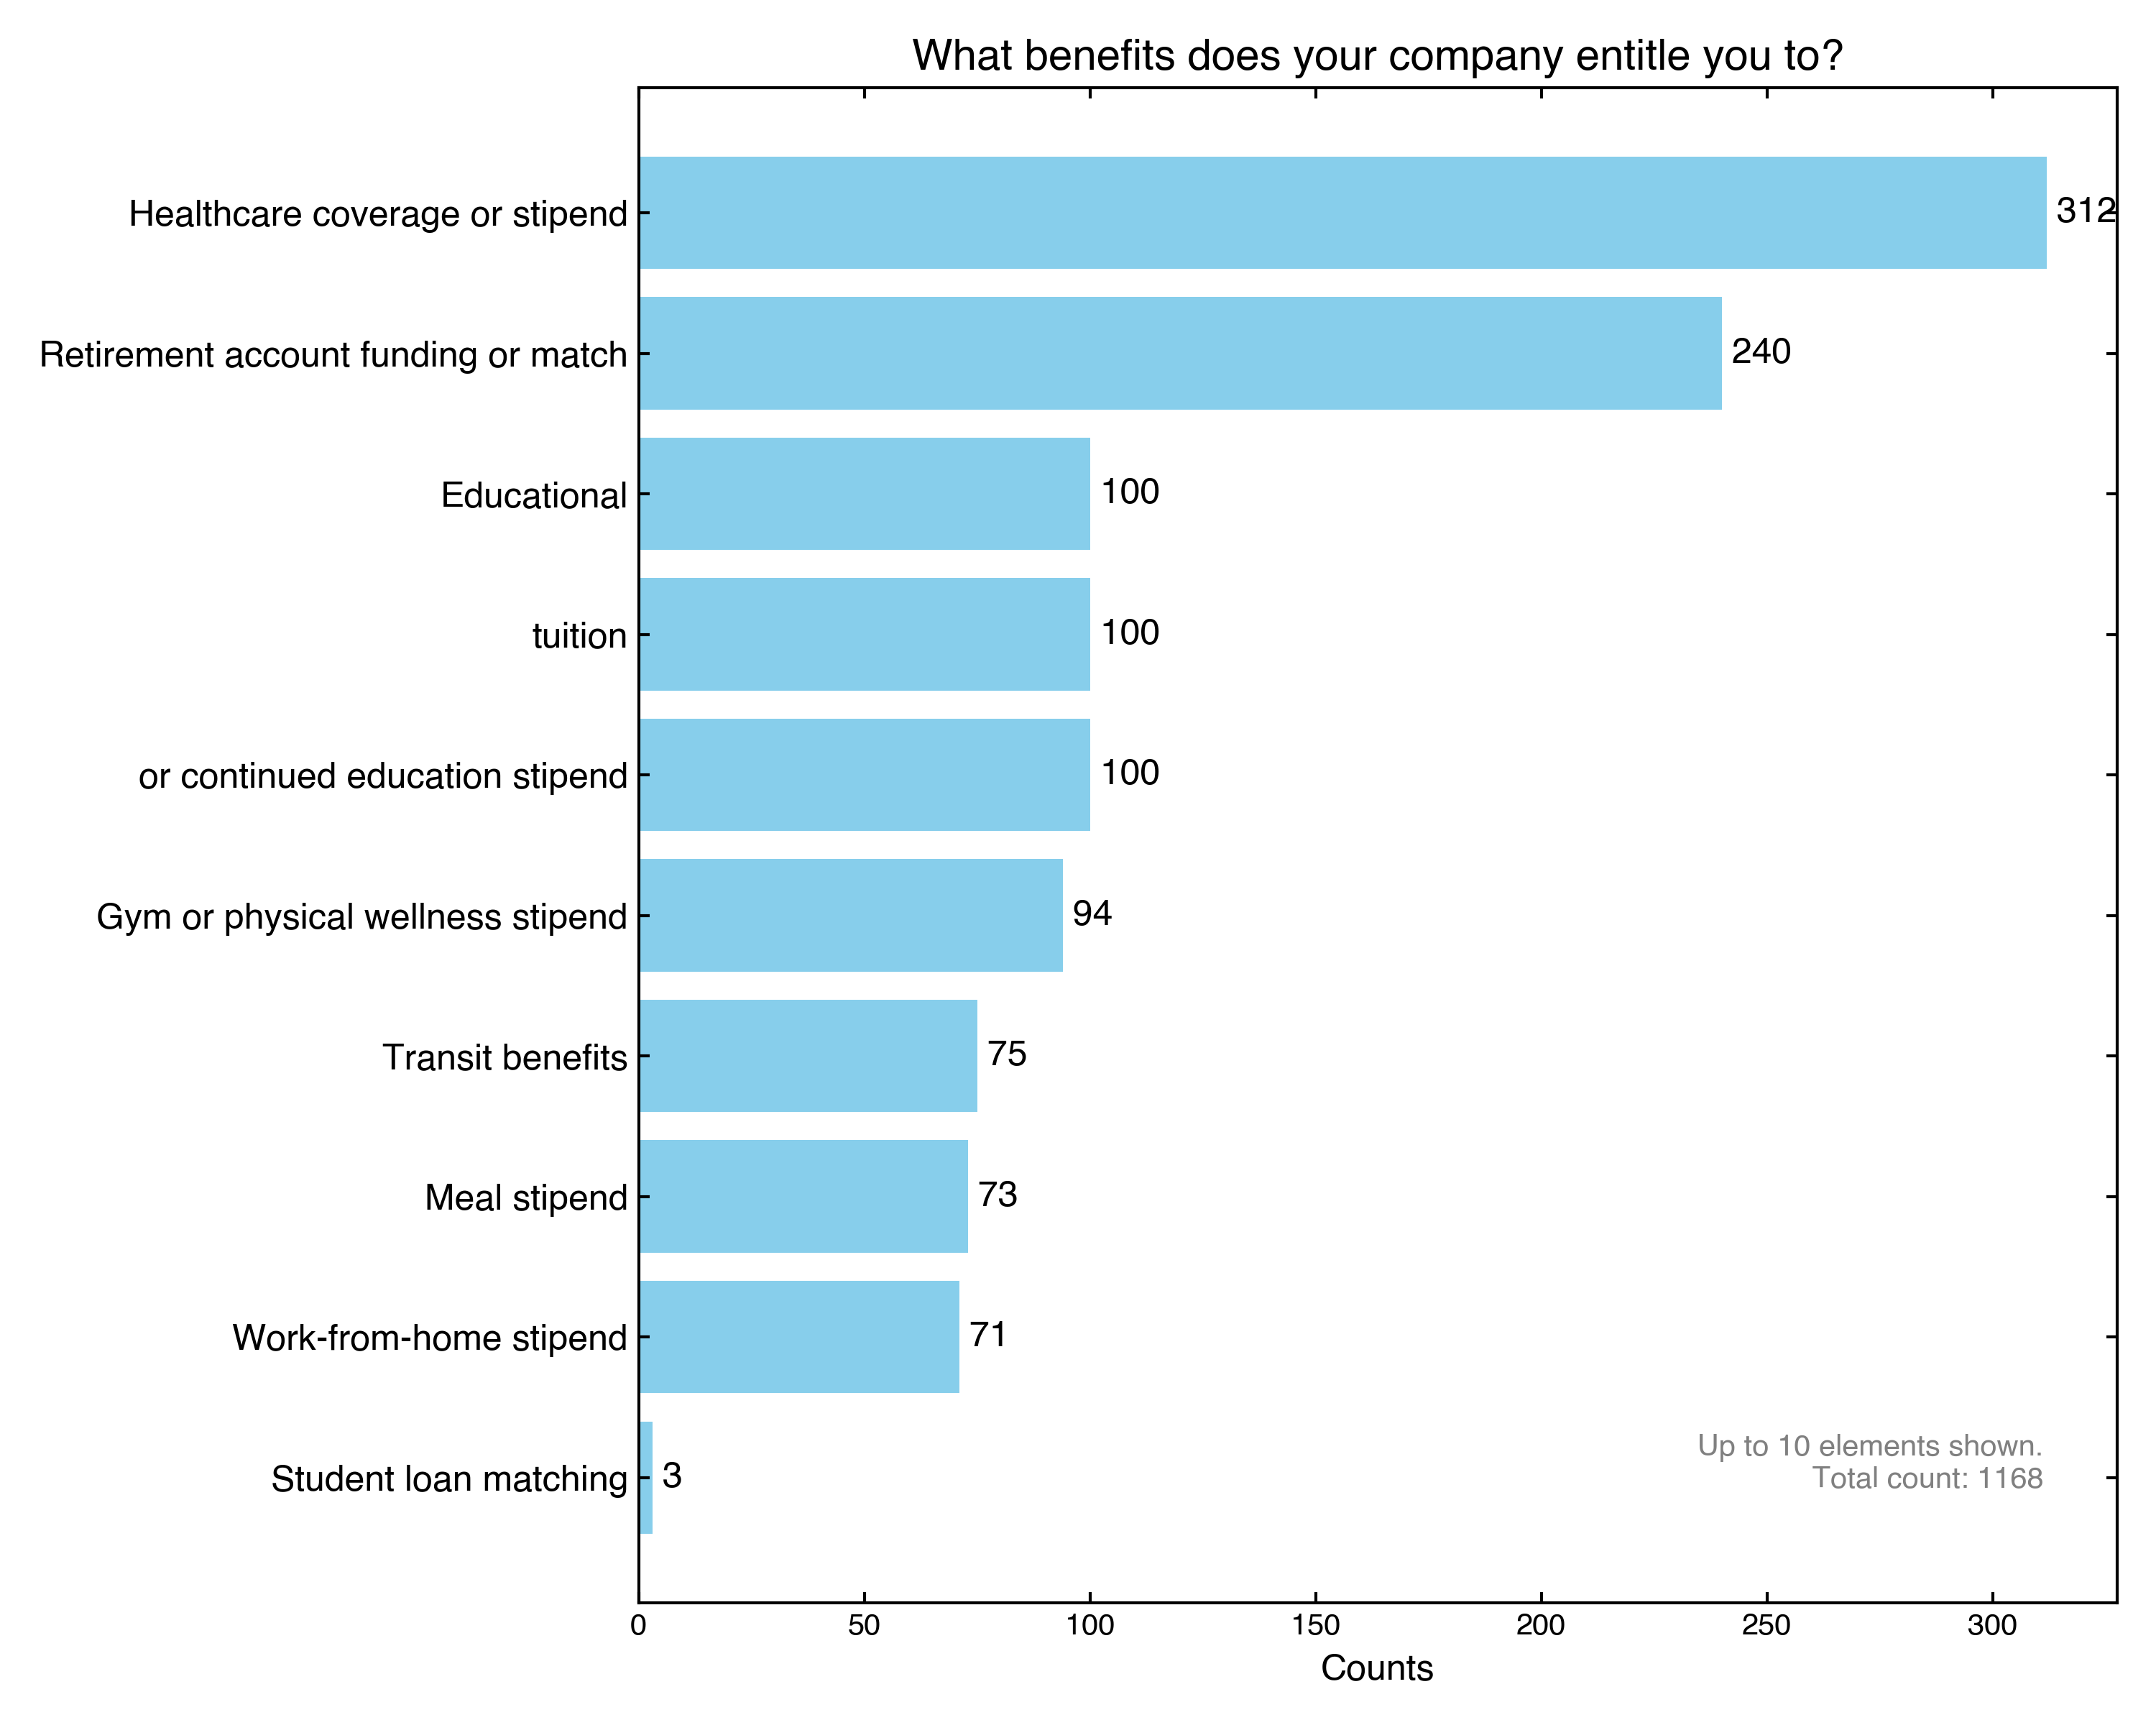 What benefits does your company entitle you to?
Healthcare coverage or stipend
312
Retirement account funding or match
240
Educational
100
tuition
100
or continued education stipend
100
Gym or physical wellness stipend
94
Transit benefits
75
Meal stipend
73
Work-from-home stipend
71
Student loan matching
3
Up to 10 elements shown.
Total count: 1168
0 50 100 150 200 250 300
Counts